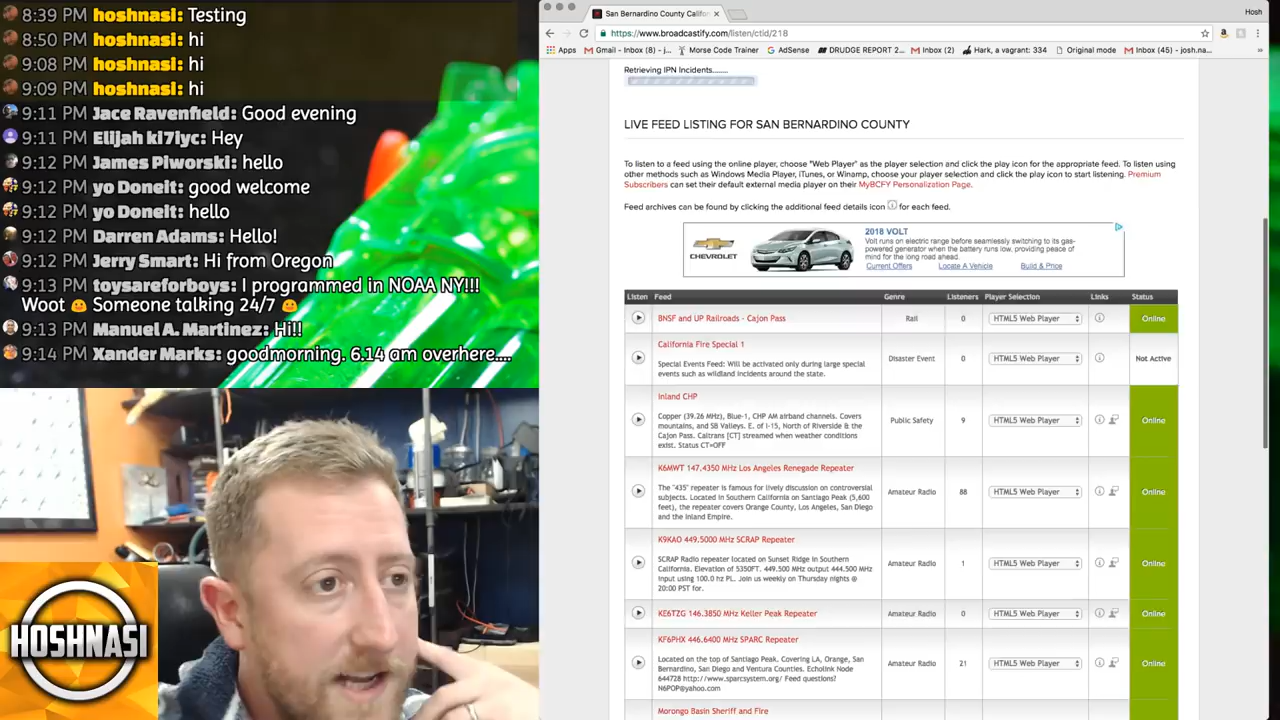 8:39 PM hoshnasi: Testing
8:50 PM hoshnasi: hi
9:08 PM hoshnasi: hi
9:09 PM hoshnasi: hi
9:11 PM Jace Ravenfield: Good evening
9:11 PM Elijah ki7iyc: Hey
9:12 PM James Piworski: hello
9:12 PM yo Doneit: good welcome
9:12 PM yo Doneit: hello
9:12 PM Darren Adams: Hello!
9:12 PM Jerry Smart: Hi from Oregon
9:13 PM toysareforboys: I programmed in NOAA NY!!!
Woot Someone talking 24/7
9:13 PM Manuel A. Martinez: Hi!!
9:14 PM Xander Marks: goodmorning. 6.14 am overhere....
HOSHNASI
San Bernardino County Califor
Hosh
https://www.broadcastify.com/listen/ctid/218
Apps Gmail - Inbox (8) - j... Morse Code Trainer AdSense DRUDGE REPORT 2... Inbox (2) Hark, a vagrant: 334 Original mode Inbox (45) - josh.na...
Retrieving IPN Incidents........
LIVE FEED LISTING FOR SAN BERNARDINO COUNTY
To listen to a feed using the online player, choose "Web Player" as the player selection and click the play icon for the appropriate feed. To listen using
other methods such as Windows Media Player, iTunes, or Winamp, choose your player selection and click the play icon to start listening. Premium
Subscribers can set their default external media player on their MyBCFY Personalization Page.
Feed archives can be found by clicking the additional feed details icon for each feed.
CHEVROLET
2018 VOLT
Volt runs on electric range before seamlessly switching to its gas-
powered generator when the battery runs low, providing peace of
mind for the long road ahead.
Current Offers Locate A Vehicle Build & Price
Listen Feed Genre Listeners Player Selection Links Status
BNSF and UP Railroads - Cajon Pass Rail 0 HTML5 Web Player Online
California Fire Special 1
Special Events Feed: Will be activated only during large special
events such as wildland incidents around the state.
Disaster Event 0 HTML5 Web Player Not Active
Inland CHP
Copper (39.26 MHz), Blue-1, CHP AM airband channels. Covers
mountains, and SB Valleys. E. of I-15, North of Riverside & the
Cajon Pass. Caltrans [CT] streamed when weather conditions
exist. Status CT=OFF
Public Safety 9 HTML5 Web Player Online
K6MWT 147.4350 MHz Los Angeles Renegade Repeater
The "435" repeater is famous for lively discussion on controversial
subjects. Located in Southern California on Santiago Peak (5,600
feet), the repeater covers Orange County, Los Angeles, San Diego
and the Inland Empire.
Amateur Radio 88 HTML5 Web Player Online
K9KAO 449.5000 MHz SCRAP Repeater
SCRAP Radio repeater located on Sunset Ridge in Southern
California. Elevation of 5350FT. 449.500 MHz output 444.500 MHz
input using 100.0 hz PL. Join us weekly on Thursday nights @
20:00 PST for.
Amateur Radio 1 HTML5 Web Player Online
KE6TZG 146.3850 MHz Keller Peak Repeater Amateur Radio 0 HTML5 Web Player Online
KF6PHX 446.6400 MHz SPARC Repeater
Located on the top of Santiago Peak. Covering LA, Orange, San
Bernardino, San Diego and Ventura Counties. Echolink Node
644728 http://www.sparcsystem.org/ Feed questions?
N6POP@yahoo.com
Amateur Radio 21 HTML5 Web Player Online
Morongo Basin Sheriff and Fire